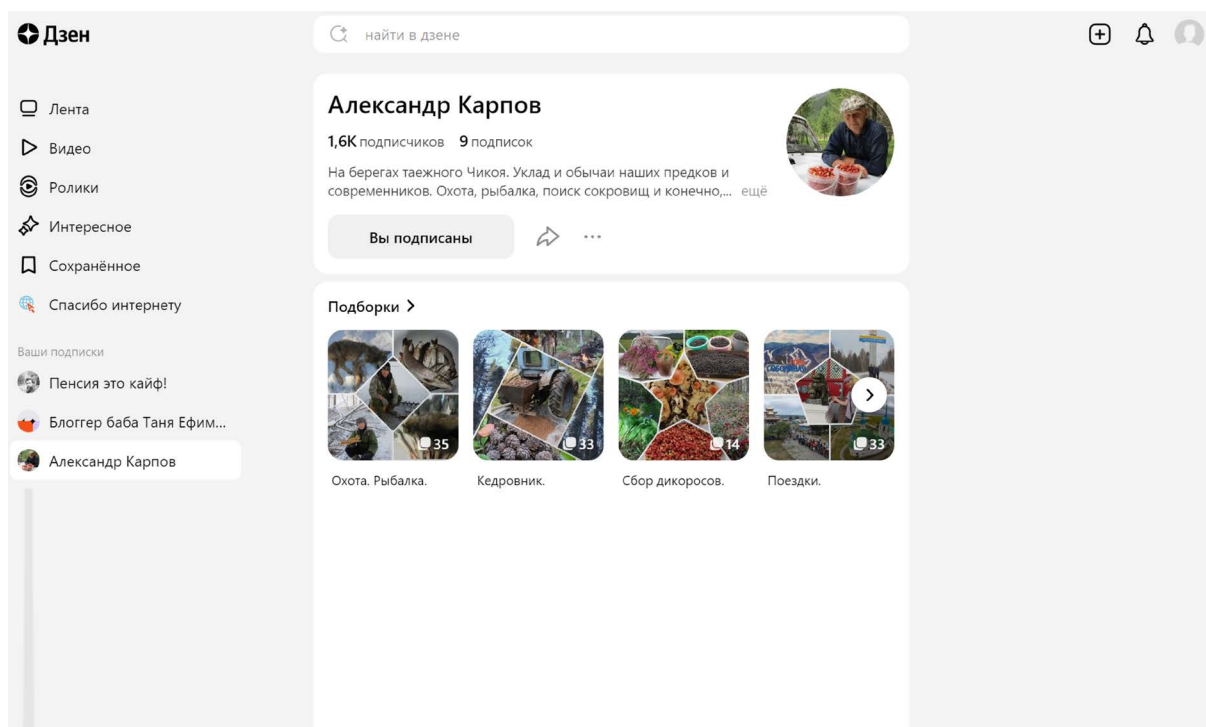 Дзен
найти в дзене
Лента
Видео
Ролики
Интересное
Сохранённое
Спасибо интернету
Ваши подписки
Пенсия это кайф!
Блоггер баба Таня Ефим...
Александр Карпов
Александр Карпов
1,6K подписчиков 9 подписок
На берегах таежного Чикоя. Уклад и обычаи наших предков и
современников. Охота, рыбалка, поиск сокровищ и конечно,... ещё
Вы подписаны
Подборки
35
33
14
33
Охота. Рыбалка.
Кедровник.
Сбор дикоросов.
Поездки.